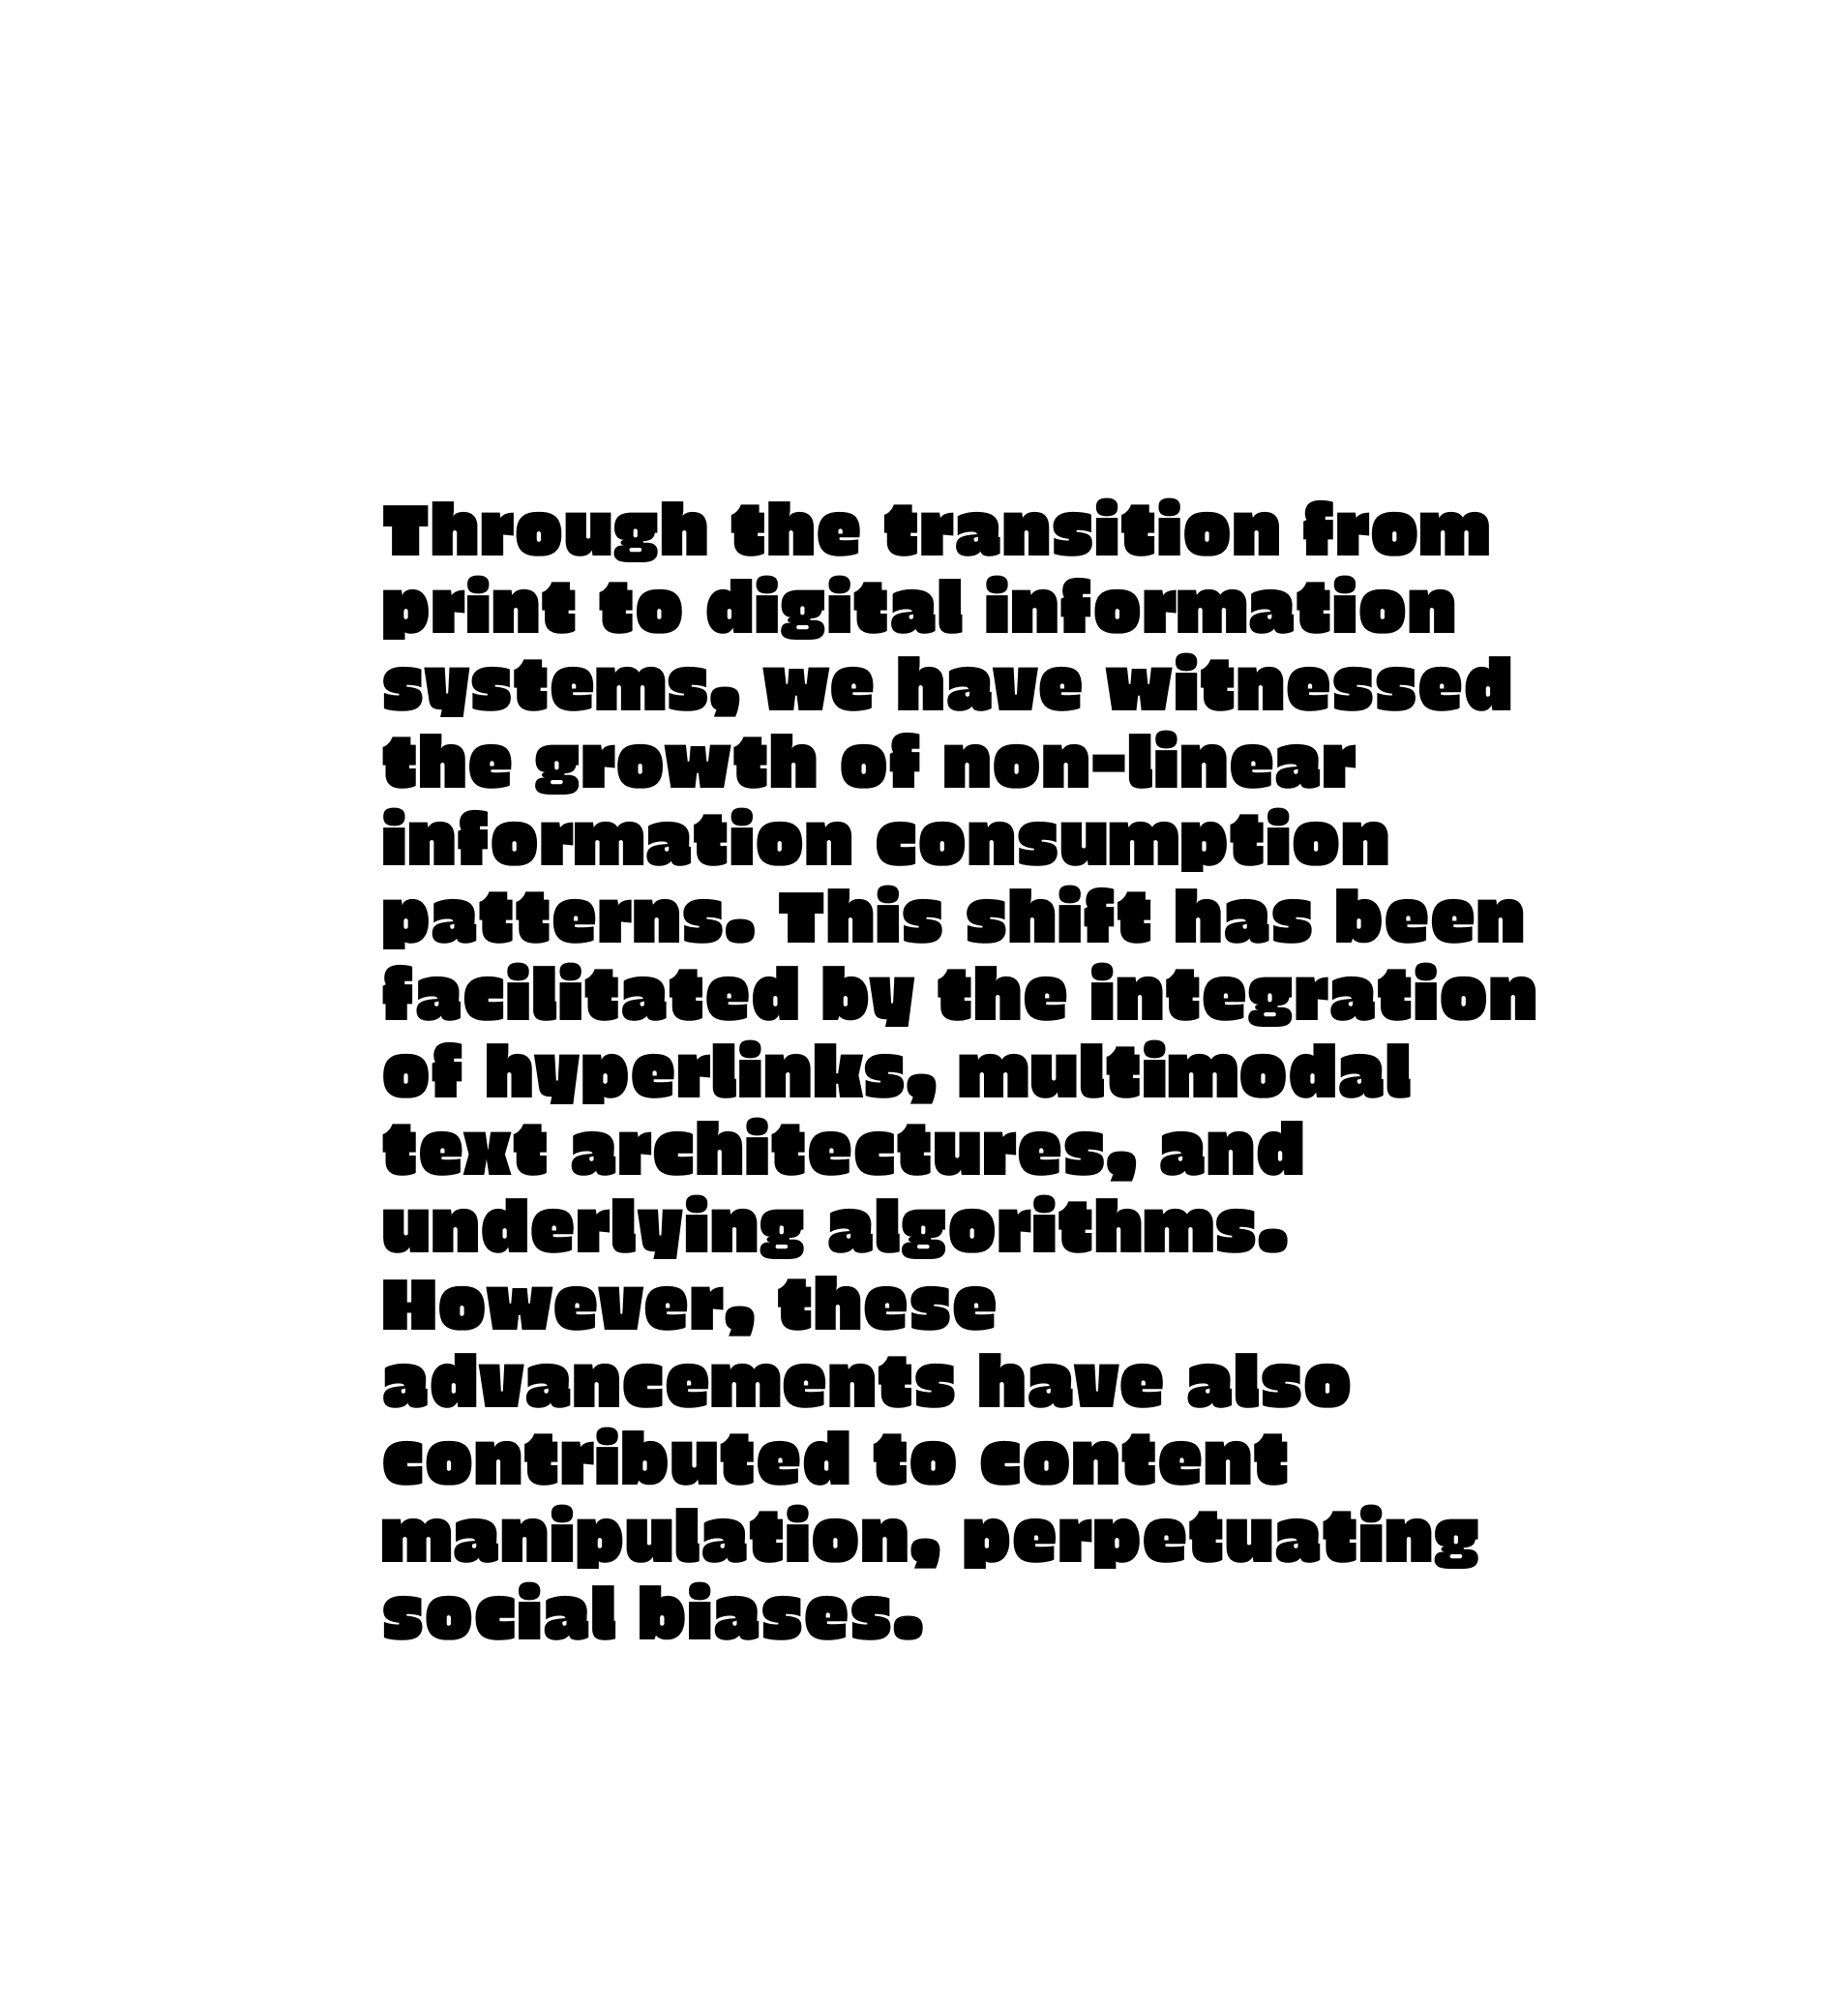 Through the transition from
print to digital information
systems, we have witnessed
the growth of non-linear
information consumption
patterns. This shift has been
facilitated by the integration
of hyperlinks, multimodal
text architectures, and
underlying algorithms.
However, these
advancements have also
contributed to content
manipulation, perpetuating
social biases.